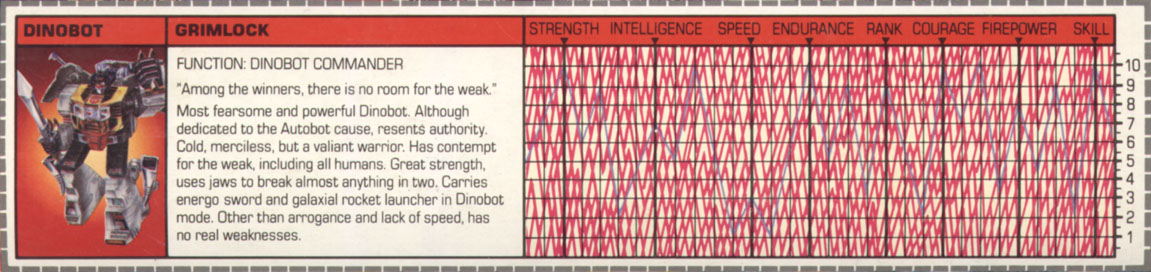 DINOBOT
GRIMLOCK
STRENGTH INTELLIGENCE SPEED ENDURANCE RANK COURAGE FIREPOWER SKILL
FUNCTION: DINOBOT COMMANDER
"Among the winners, there is no room for the weak."
Most fearsome and powerful Dinobot. Although
dedicated to the Autobot cause, resents authority.
Cold, merciless, but a valiant warrior. Has contempt
for the weak, including all humans. Great strength,
uses jaws to break almost anything in two. Carries
energo sword and galaxial rocket launcher in Dinobot
mode. Other than arrogance and lack of speed, has
no real weaknesses.
10
9
8
7
6
5
4
3
2
1